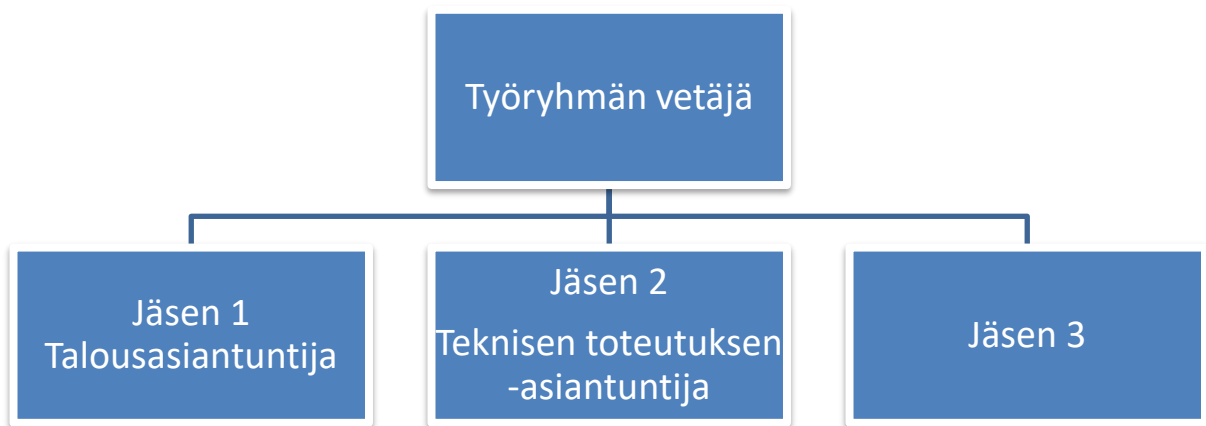 Työryhmän vetäjä
Jäsen 1
Talousasiantuntija
Jäsen 2
Teknisen toteutuksen
-asiantuntija
Jäsen 3